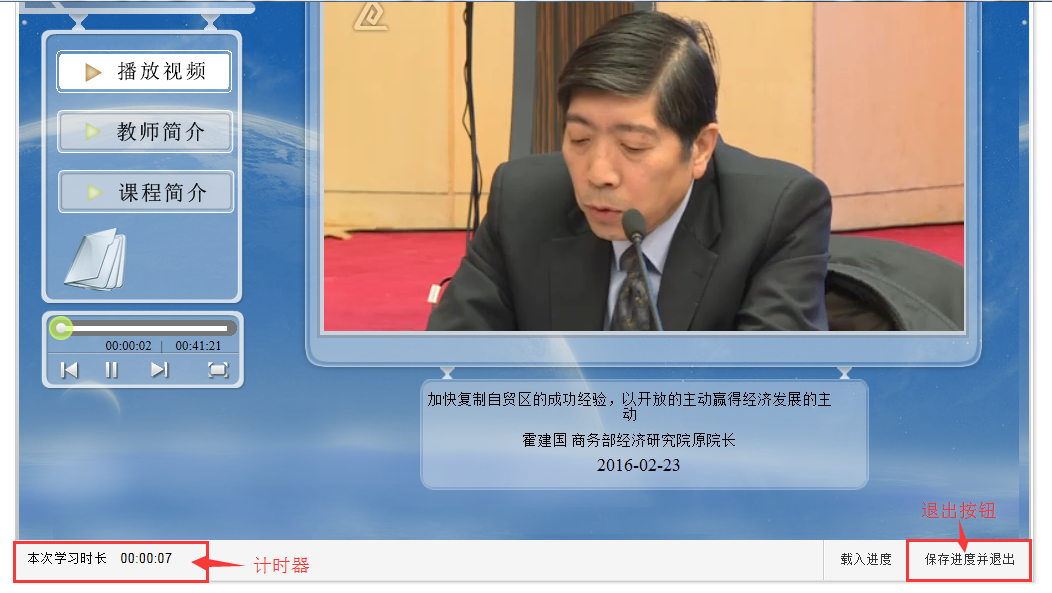 播放视频
教师简介
课程简介
00:00:02 | 00:41:21
加快复制自贸区的成功经验，以开放的主动赢得经济发展的主
动
霍建国 商务部经济研究院原院长
2016-02-23
退出按钮
本次学习时长 00:00:07
计时器
载入进度
保存进度并退出